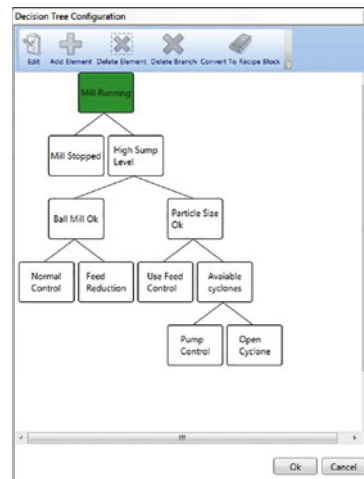 Decision Tree Configuration
Edit Add Element Delete Element Delete Branch Convert To Recipe Block
Mill Running
Mill Stopped
High Sump
Level
Ball Mill Ok
Particle Size
Ok
Normal
Control
Feed
Reduction
Use Feed
Control
Avaiable
cyclones
Pump
Control
Open
Cyclone
Ok Cancel